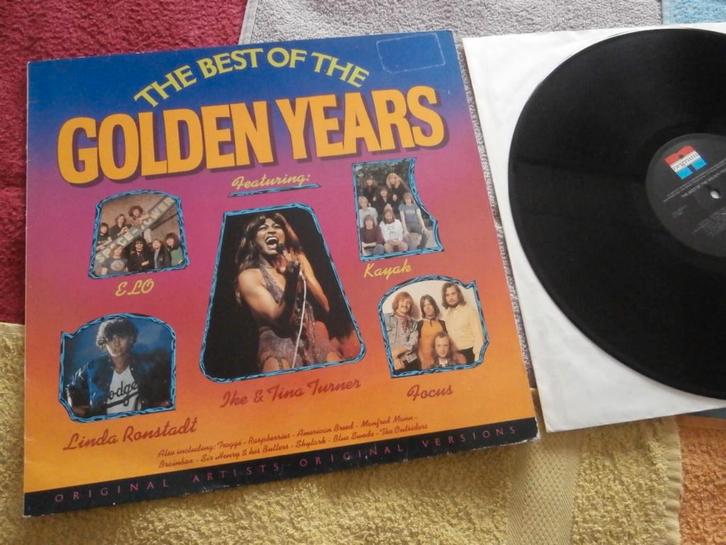 THE BEST OF THE
GOLDEN YEARS
Featuring:
ELO
Kayak
Linda Ronstadt
Ike & Tina Turner
Focus
Also including: Troggs - Raspberries - American Breed - Manfred Mann -
Brainbox - Sir Henry & his Butlers - Skylark - Blue Swede - The Outsiders
ORIGINAL ARTISTS ORIGINAL VERSIONS